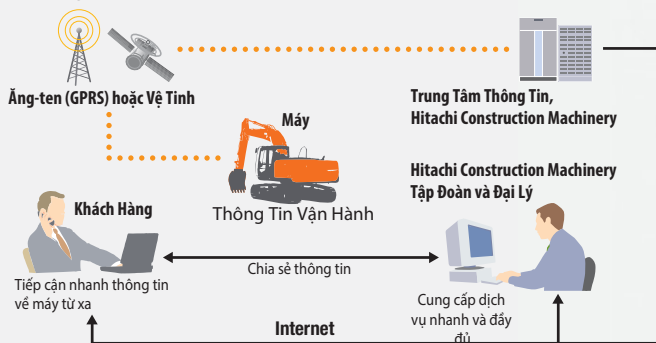 Ăng-ten (GPRS) hoặc Vệ Tinh
Trung Tâm Thông Tin,
Hitachi Construction Machinery
Máy
Thông Tin Vận Hành
Hitachi Construction Machinery
Tập Đoàn và Đại Lý
Khách Hàng
Chia sẻ thông tin
Tiếp cận nhanh thông tin
về máy từ xa
Cung cấp dịch
vụ nhanh và đầy
đủ
Internet